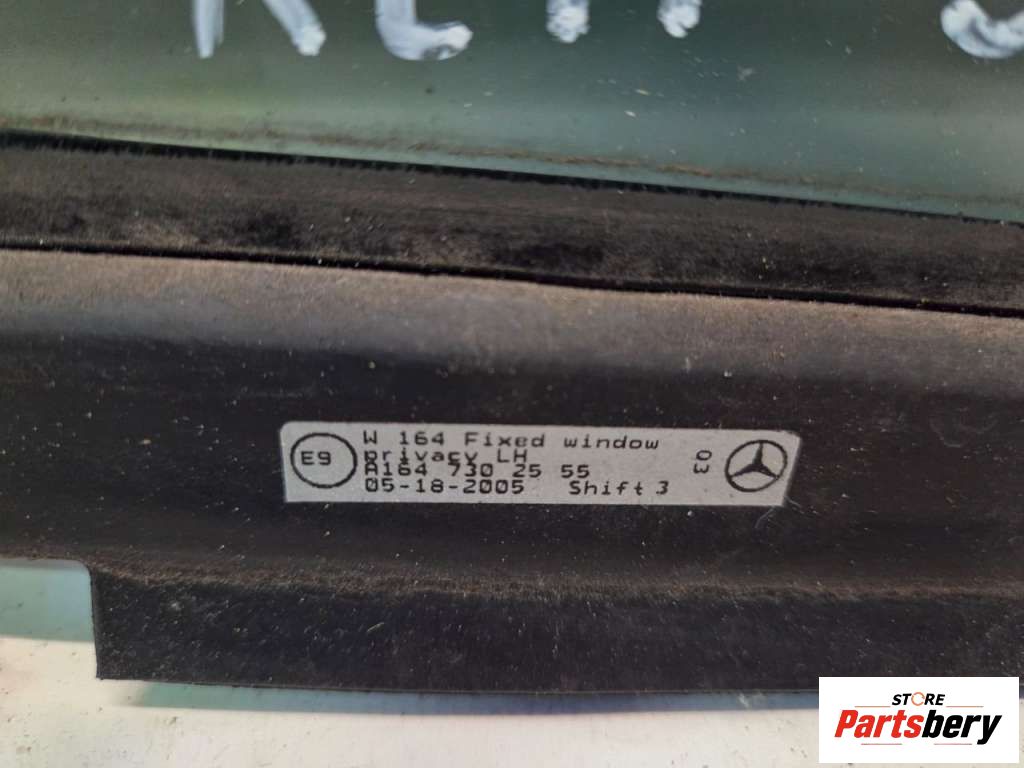 E9
W 164 Fixed window
privacy LH
A164 730 25 55
05-18-2005 Shift 3
03
STORE
Partsbery